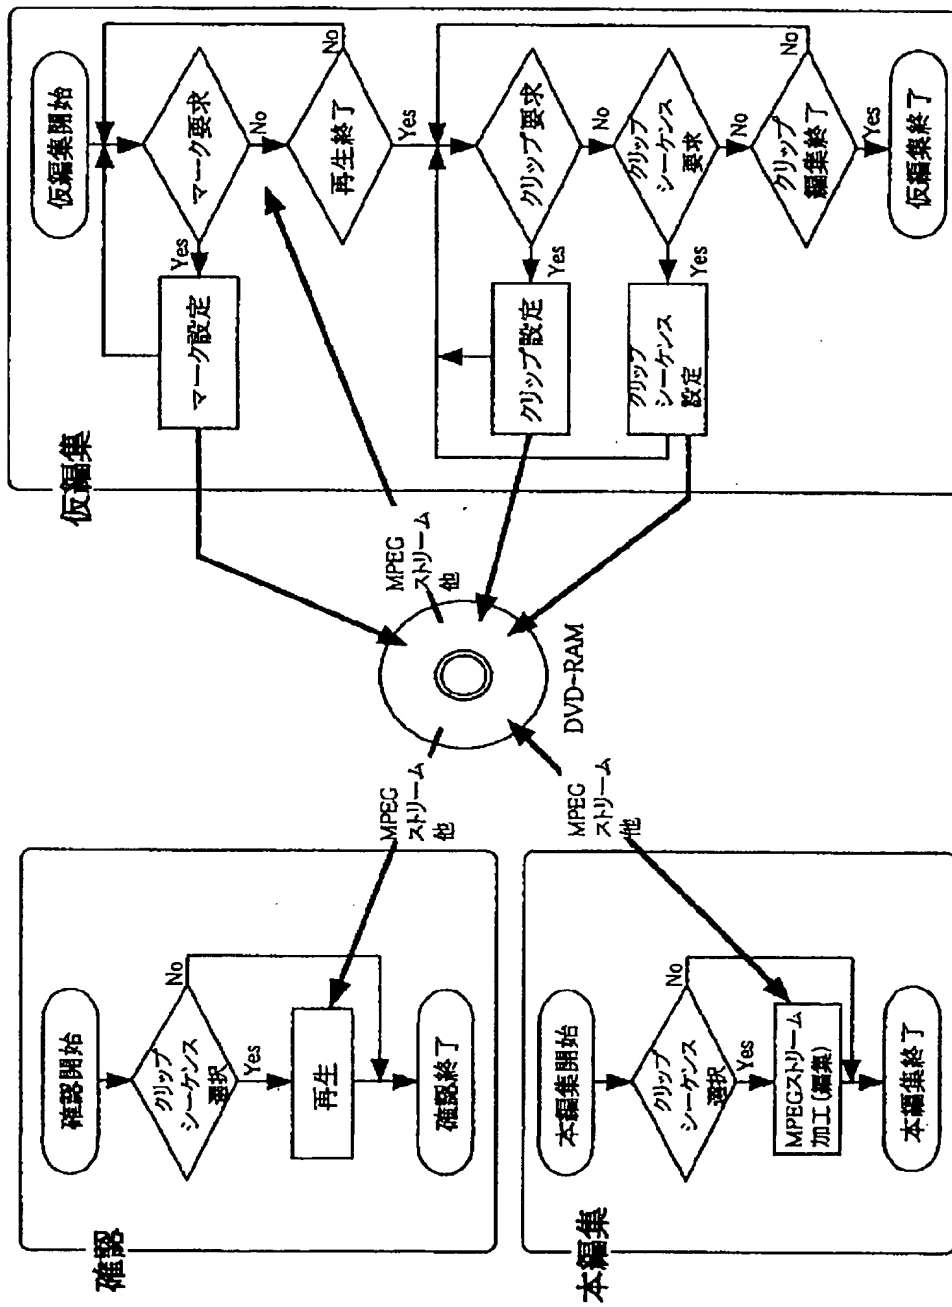 仮編集
仮編集開始
マーク要求
No
Yes
マーク設定
再生終了
No
Yes
クリップ要求
No
Yes
クリップ設定
クリップ
シーケンス
要求
No
Yes
クリップ
シーケンス
設定
クリップ
編集終了
No
Yes
仮編集終了
MPEG
ストリーム
他
DVD-RAM
MPEG
ストリーム
他
MPEG
ストリーム
他
確認
確認開始
クリップ
シーケンス
選択
No
Yes
再生
確認終了
本編集
本編集開始
クリップ
シーケンス
選択
No
Yes
MPEGストリーム
加工(編集)
本編集終了